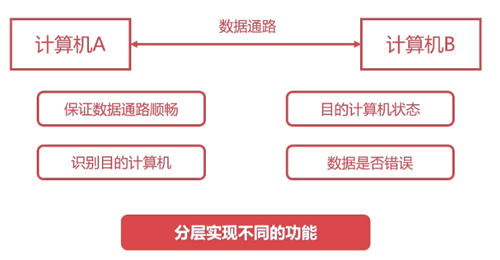 数据通路
计算机A
计算机B
保证数据通路顺畅
目的计算机状态
识别目的计算机
数据是否错误
分层实现不同的功能